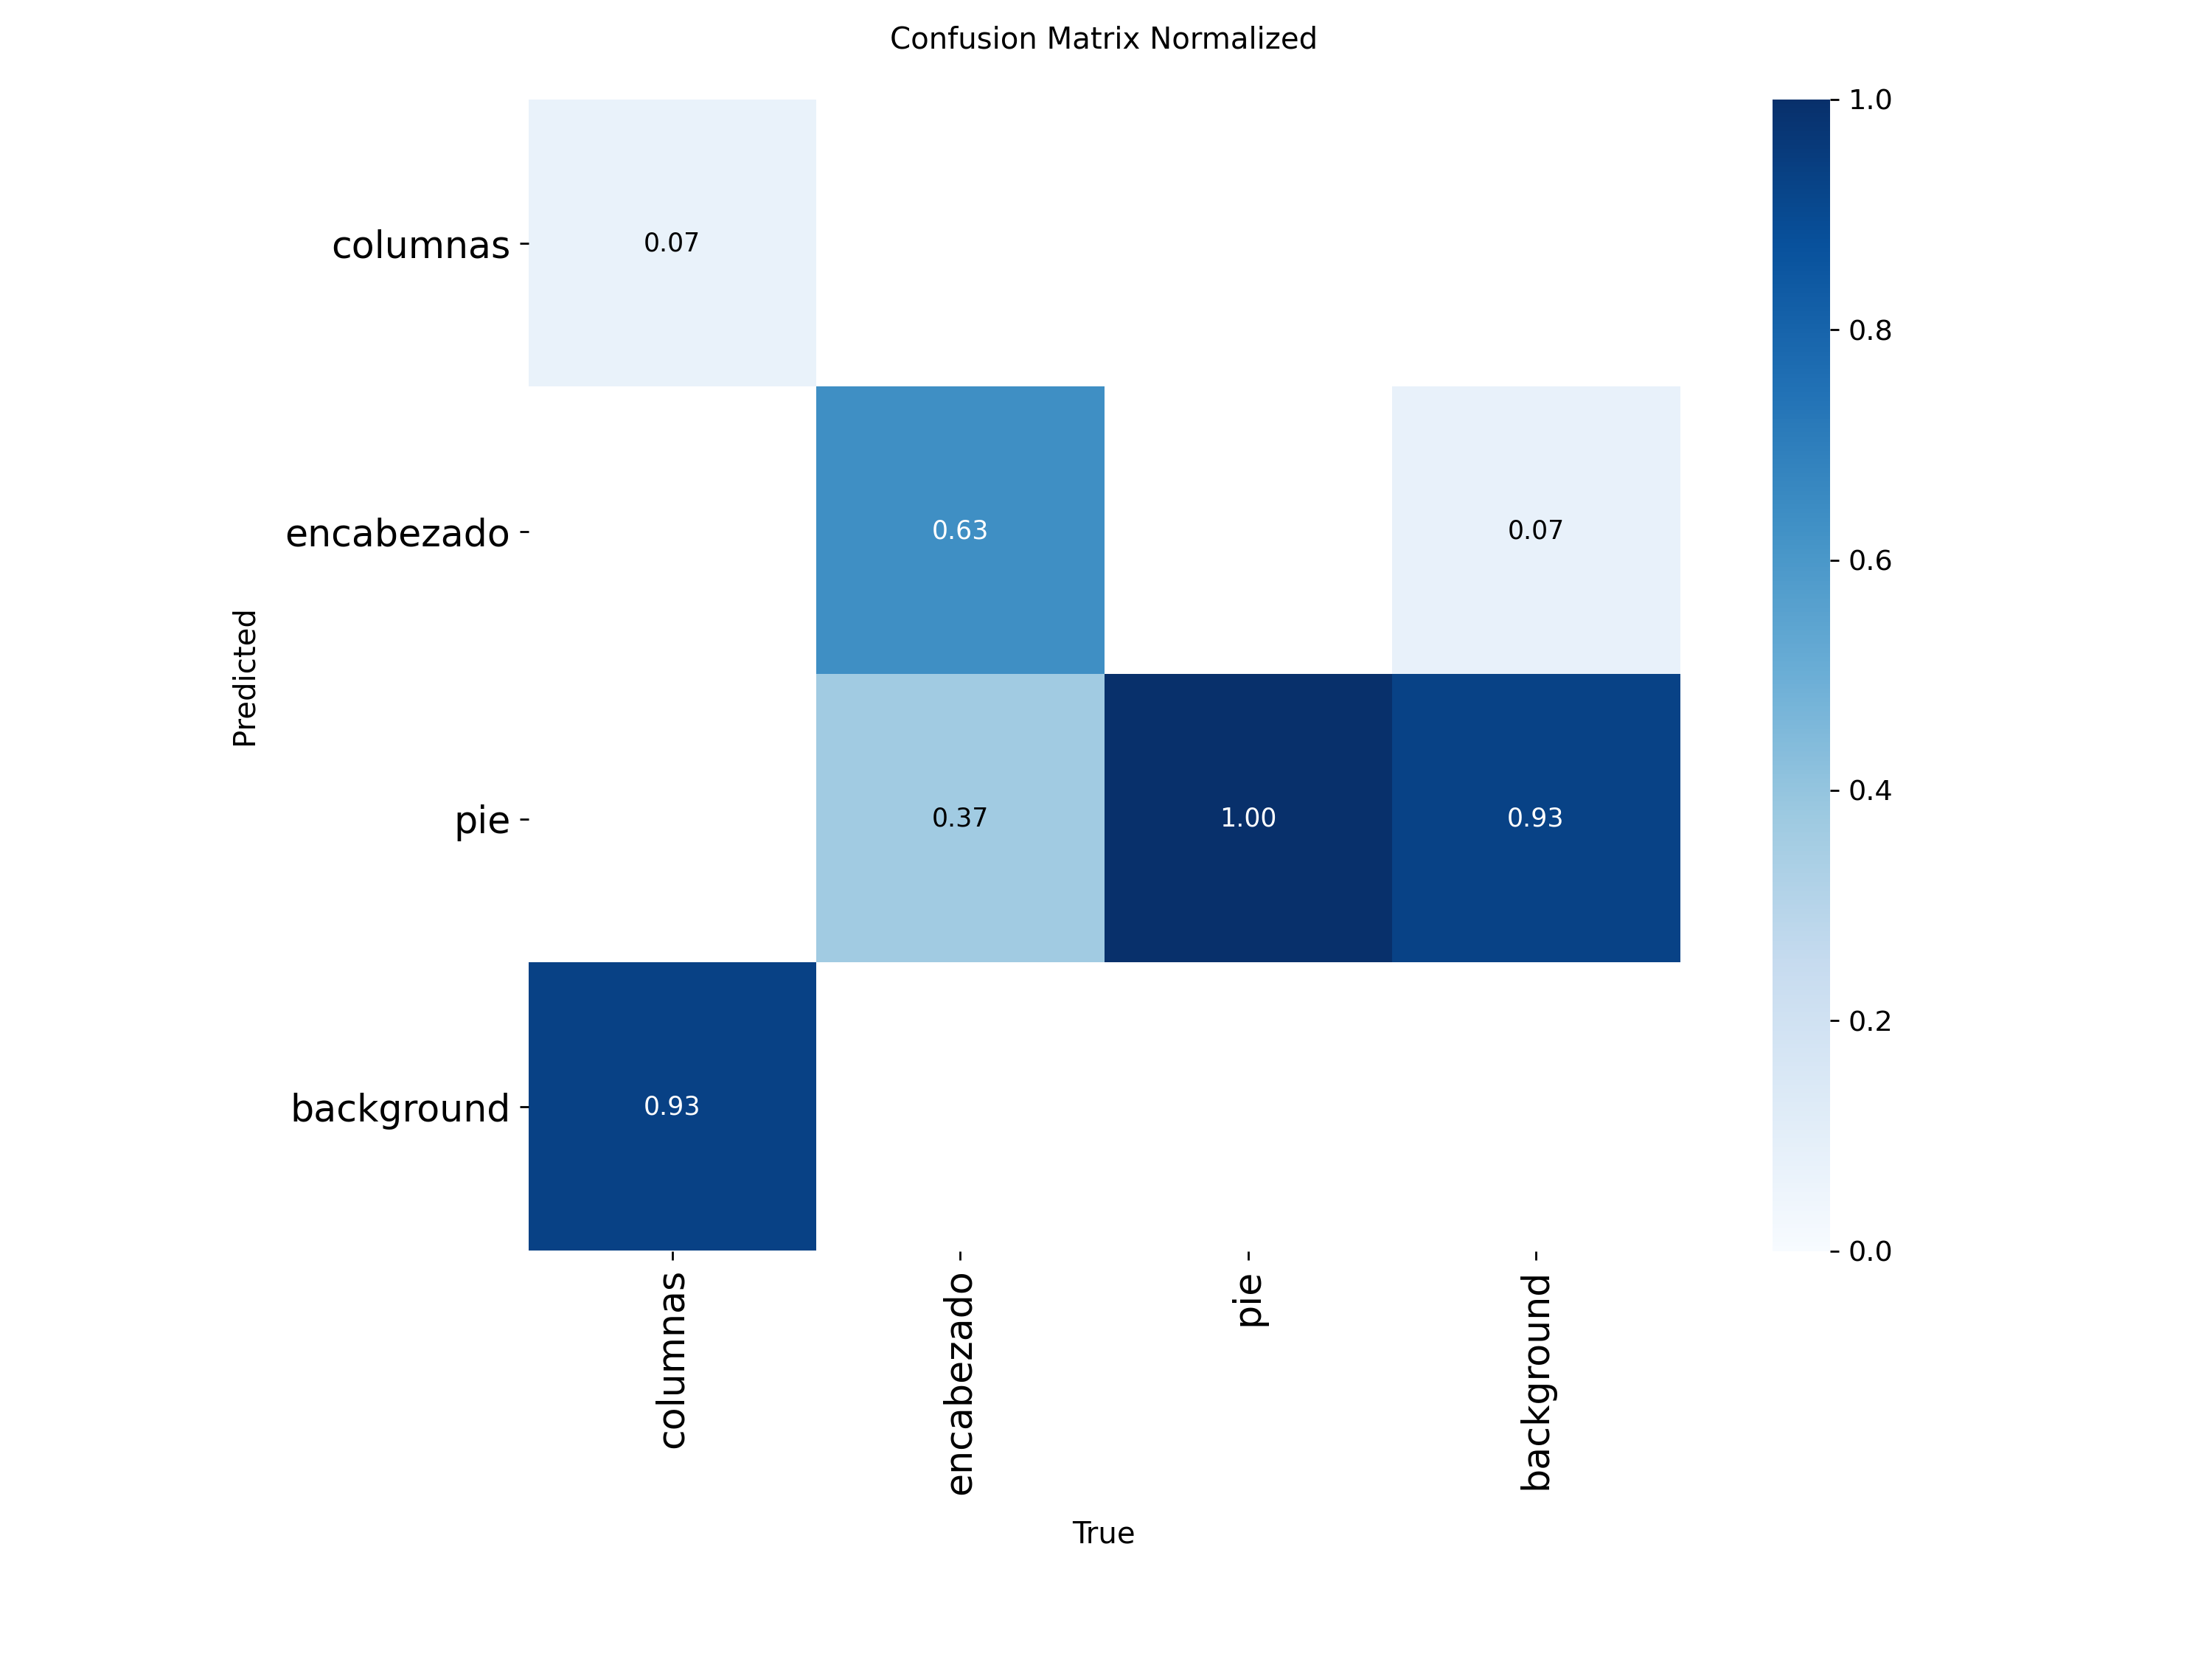 Confusion Matrix Normalized
columnas
0.07
encabezado
0.63
0.07
pie
0.37
1.00
0.93
background
0.93
Predicted
columnas
encabezado
pie
background
True
1.0
0.8
0.6
0.4
0.2
0.0